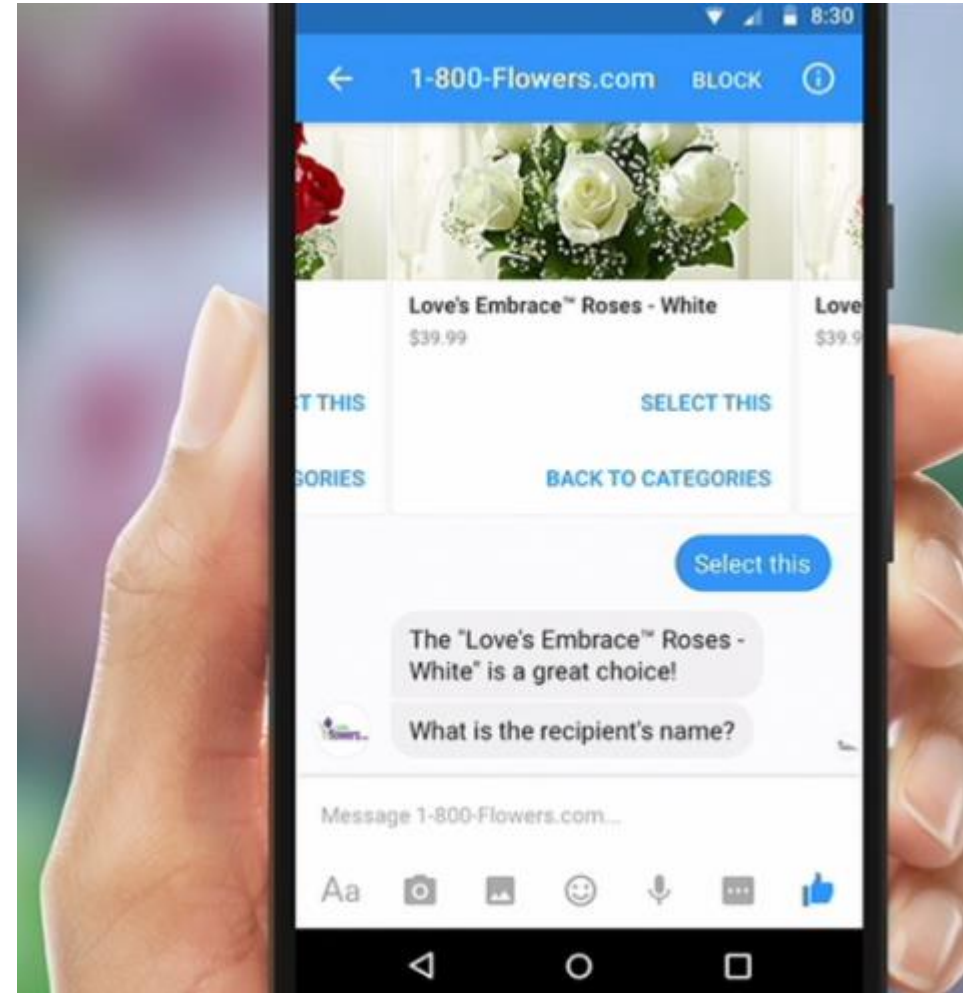 8:30
1-800-Flowers.com BLOCK
Love's Embrace™ Roses - White
$39.99
Love
$39.9
T THIS
SELECT THIS
GORIES
BACK TO CATEGORIES
Select this
The "Love's Embrace™ Roses -
White" is a great choice!
What is the recipient's name?
Message 1-800-Flowers.com...
Aa